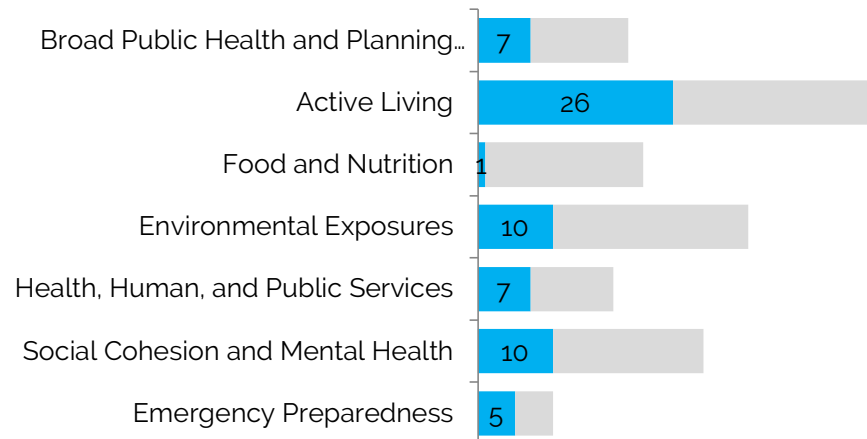 Broad Public Health and Planning… 7
Active Living 26
Food and Nutrition 1
Environmental Exposures 10
Health, Human, and Public Services 7
Social Cohesion and Mental Health 10
Emergency Preparedness 5